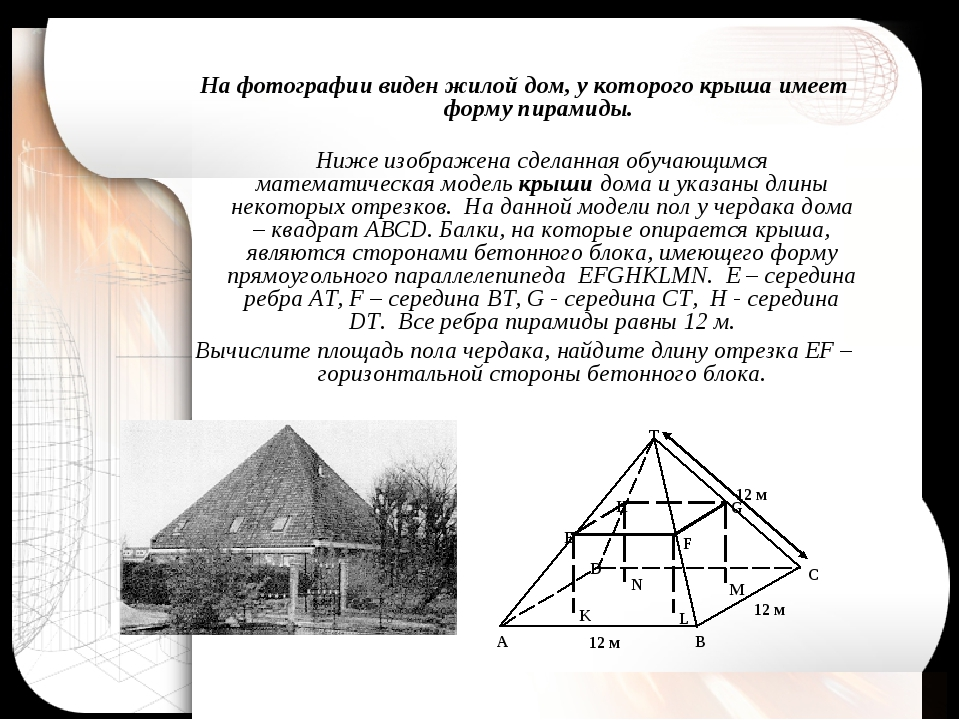 На фотографии виден жилой дом, у которого крыша имеет
форму пирамиды.
Ниже изображена сделанная обучающимся
математическая модель крыши дома и указаны длины
некоторых отрезков. На данной модели пол у чердака дома
– квадрат ABCD. Балки, на которые опирается крыша,
являются сторонами бетонного блока, имеющего форму
прямоугольного параллелепипеда EFGHKLMN. E – середина
ребра AT, F – середина BT, G - середина CT, H - середина
DT. Все ребра пирамиды равны 12 м.
Вычислите площадь пола чердака, найдите длину отрезка EF –
горизонтальной стороны бетонного блока.
T
12 м
H
G
E
F
D
N
C
M
K
L
12 м
A
12 м
B